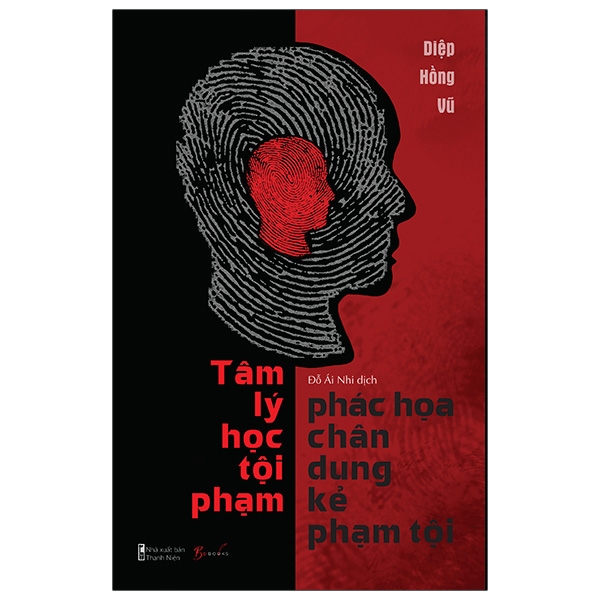 Diệp
Hồng
Vũ
Tâm
lý
học
tội
phạm
Đỗ Ái Nhi dịch
phác họa
chân
dung
kẻ
phạm tội
Nhà xuất bản
Thanh Niên